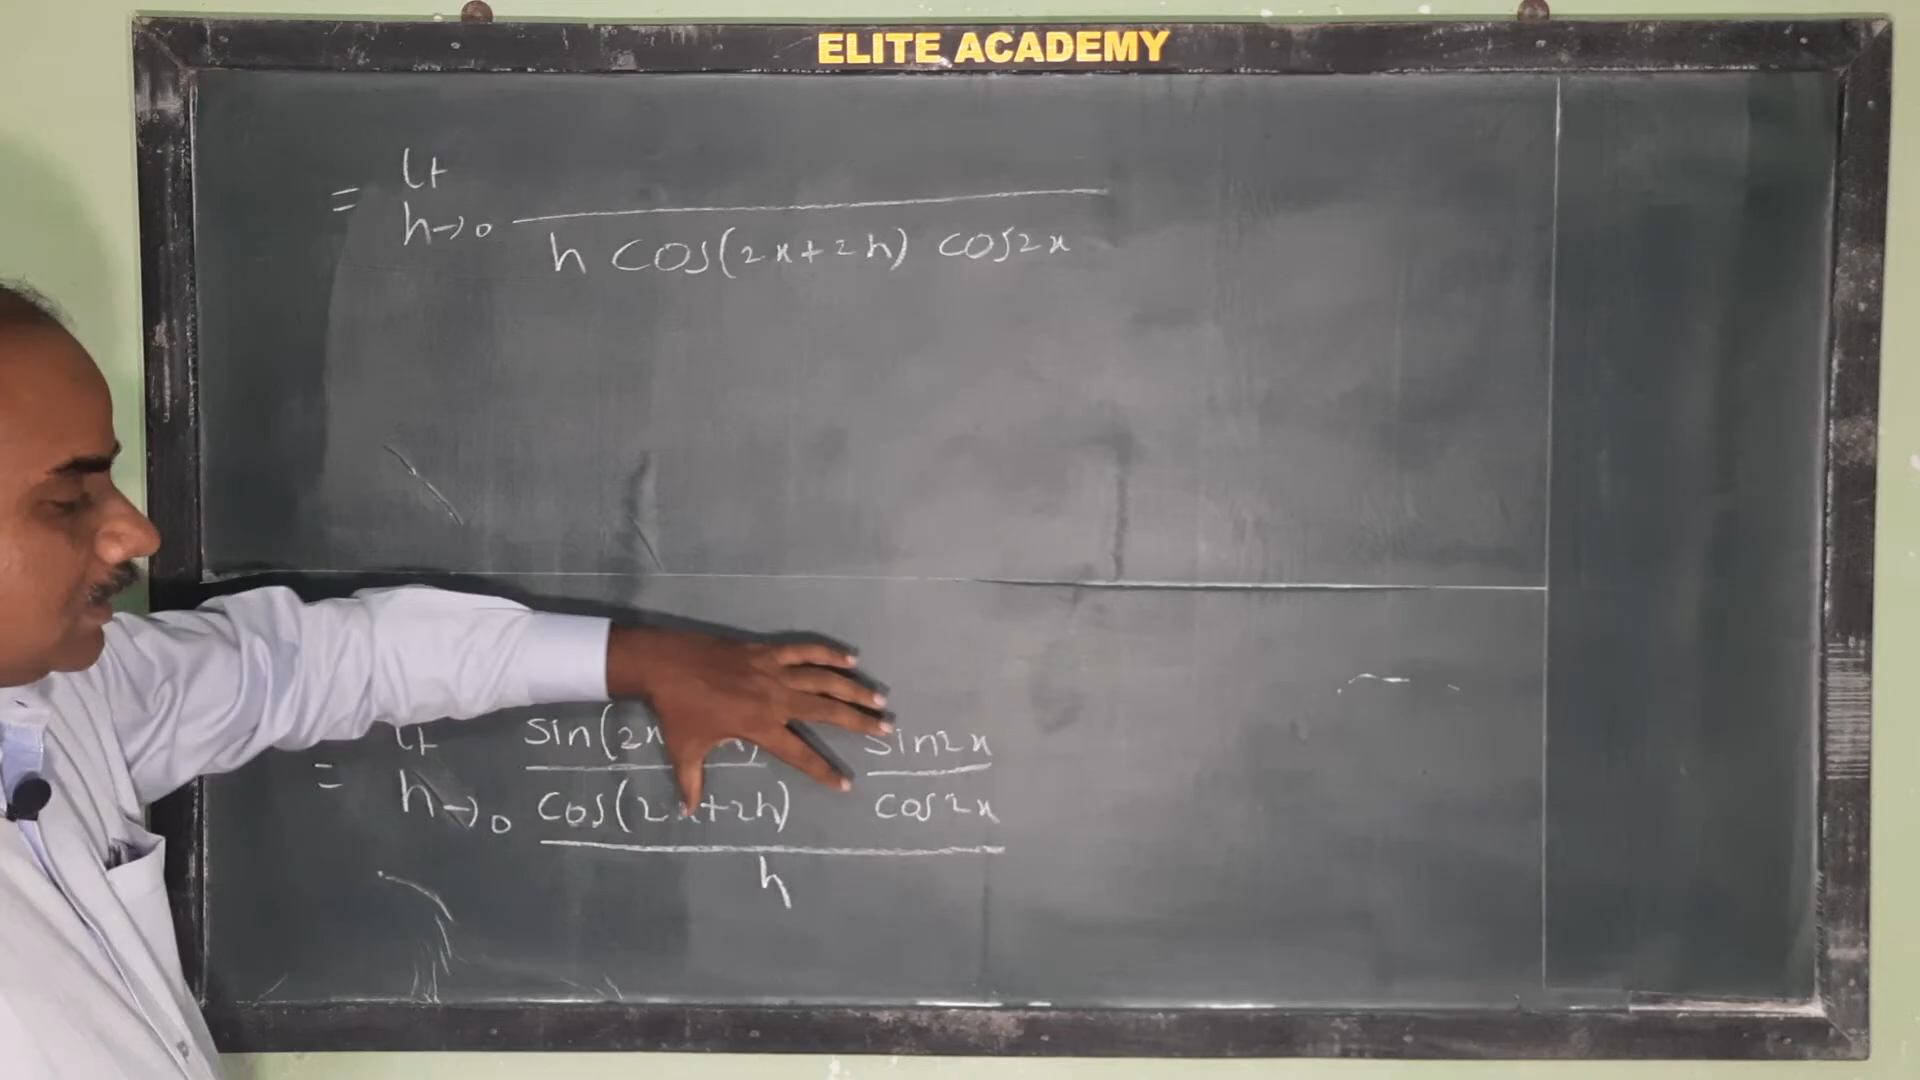 ELITE ACADEMY
= Lt h→0 ―――
h cos(2x+2h) cos2x
= Lt h→0 sin(2x h) sin2x
cos(2x+2h) cos2x
h